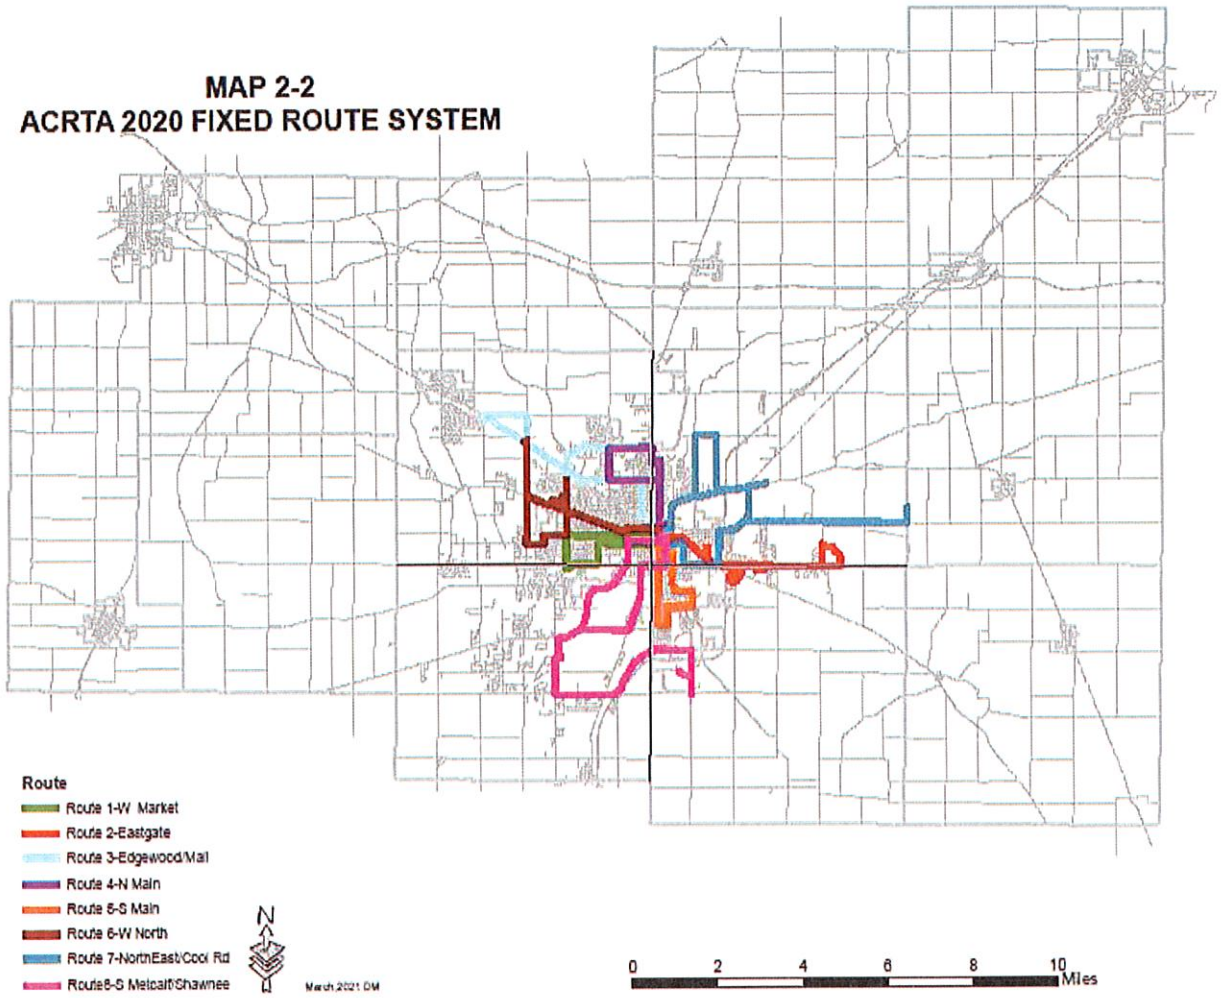 MAP 2-2
ACRTA 2020 FIXED ROUTE SYSTEM
Route
Route 1-W Market
Route 2-Eastgate
Route 3-Edgewood/Mall
Route 4-N Main
Route 5-S Main
Route 6-W North
Route 7-NorthEast/Cool Rd
Route8-S Metcalf/Shawnee
N
March,2021 DM
0 2 4 6 8 10
Miles